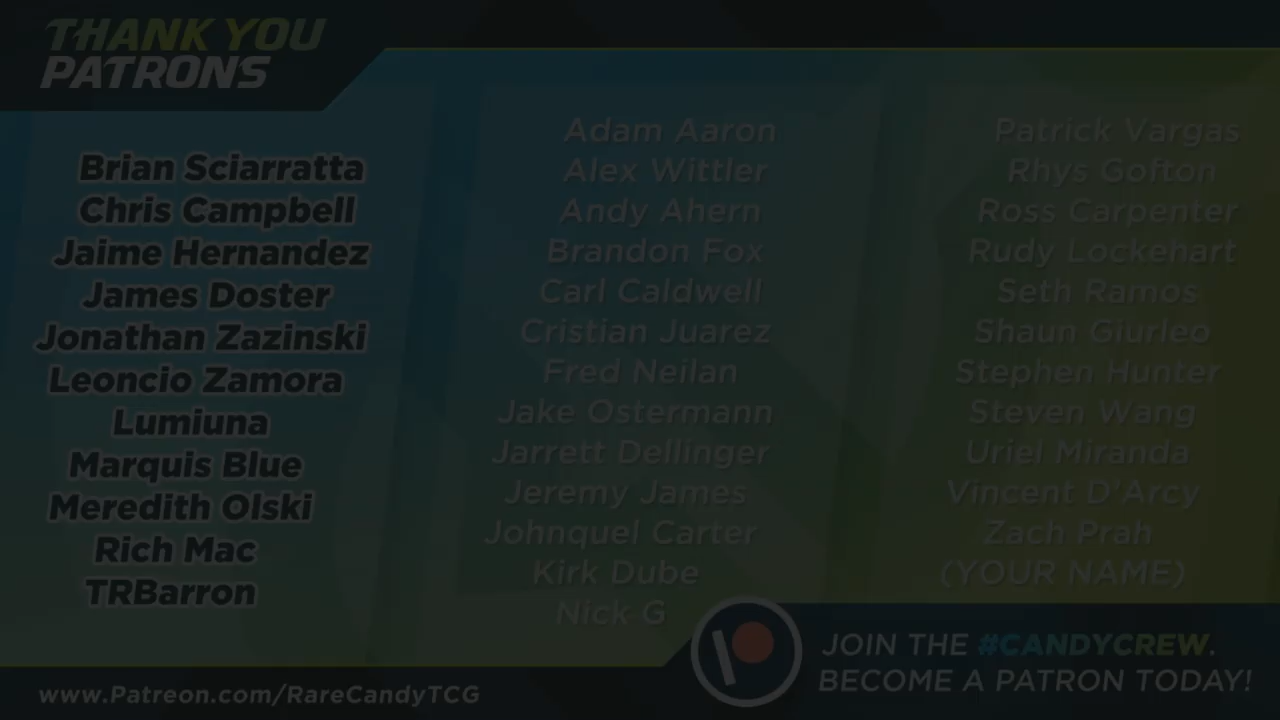 THANK YOU
PATRONS
Brian Sciarratta
Chris Campbell
Jaime Hernandez
James Doster
Jonathan Zazinski
Leoncio Zamora
Lumiuna
Marquis Blue
Meredith Olski
Rich Mac
TRBarron
Adam Aaron
Alex Wittler
Andy Ahern
Brandon Fox
Carl Caldwell
Cristian Juarez
Fred Neilan
Jake Ostermann
Jarrett Dellinger
Jeremy James
Johnquel Carter
Kirk Dube
Nick G
Patrick Vargas
Rhys Gofton
Ross Carpenter
Rudy Lockehart
Seth Ramos
Shaun Giurleo
Stephen Hunter
Steven Wang
Uriel Miranda
Vincent D'Arcy
Zach Prah
(YOUR NAME)
JOIN THE #CANDYCREW.
BECOME A PATRON TODAY!
www.Patreon.com/RareCandyTCG